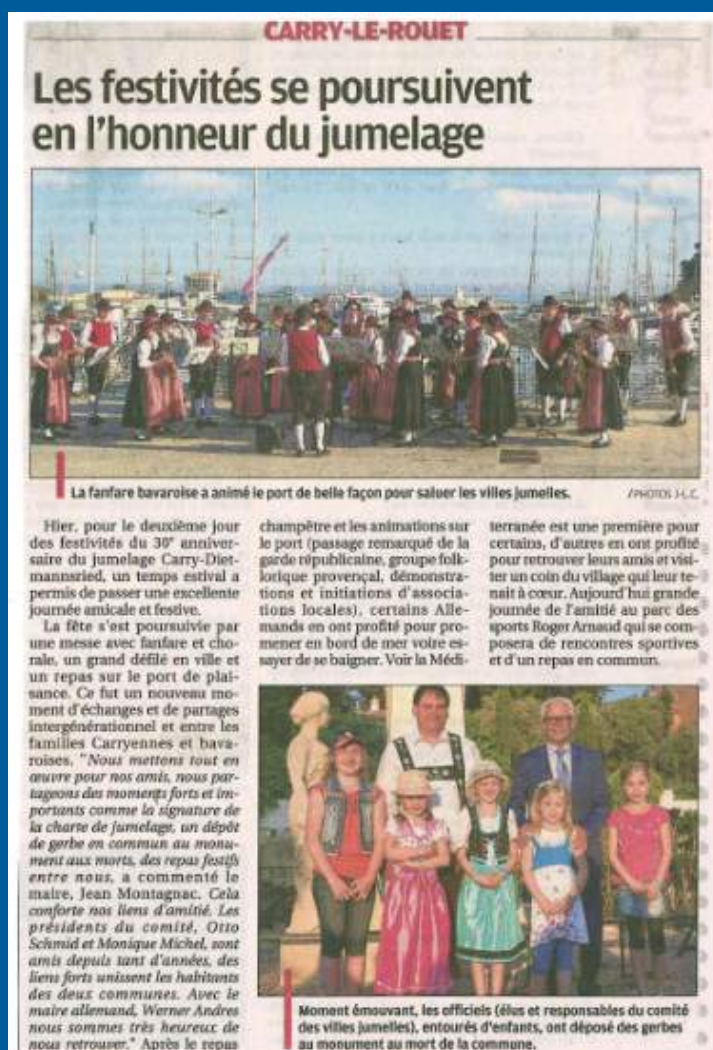 CARRY-LE-ROUET
Les festivités se poursuivent
en l'honneur du jumelage
La fanfare bavaroise a animé le port de belle façon pour saluer les villes jumelles.
/PHOTOS J-L.C.
Hier, pour le deuxième jour
des festivités du 30e anniver-
saire du jumelage Carry-Diet-
mannsried, un temps estival a
permis de passer une excellente
journée amicale et festive.
La fête s'est poursuivie par
une messe avec fanfare et cho-
rale, un grand défilé en ville et
un repas sur le port de plai-
sance. Ce fut un nouveau mo-
ment d'échanges et de partages
intergénérationnel et entre les
familles Carryennes et bava-
roises. "Nous mettons tout en
œuvre pour nos amis, nous par-
tageons des moments forts et im-
portants comme la signature de
la charte de jumelage, un dépôt
de gerbe en commun au monu-
ment aux morts, des repas festifs
entre nous, a commenté le
maire, Jean Montagnac. Cela
conforte nos liens d'amitié. Les
présidents du comité, Otto
Schmid et Monique Michel, sont
amis depuis tant d'années, des
liens forts unissent les habitants
des deux communes. Avec le
maire allemand, Werner Andres
nous sommes très heureux de
nous retrouver." Après le repas
champêtre et les animations sur
le port (passage remarqué de la
garde républicaine, groupe folk-
lorique provençal, démonstra-
tions et initiations d'associa-
tions locales), certains Alle-
mands en ont profité pour pro-
mener en bord de mer voire es-
sayer de se baigner. Voir la Médi-
terranée est une première pour
certains, d'autres en ont profité
pour retrouver leurs amis et visi-
ter un coin du village qui leur te-
nait à cœur. Aujourd'hui grande
journée de l'amitié au parc des
sports Roger Arnaud qui se com-
posera de rencontres sportives
et d'un repas en commun.
Moment émouvant, les officiels (élus et responsables du comité
des villes jumelles), entourés d'enfants, ont déposé des gerbes
au monument au mort de la commune.